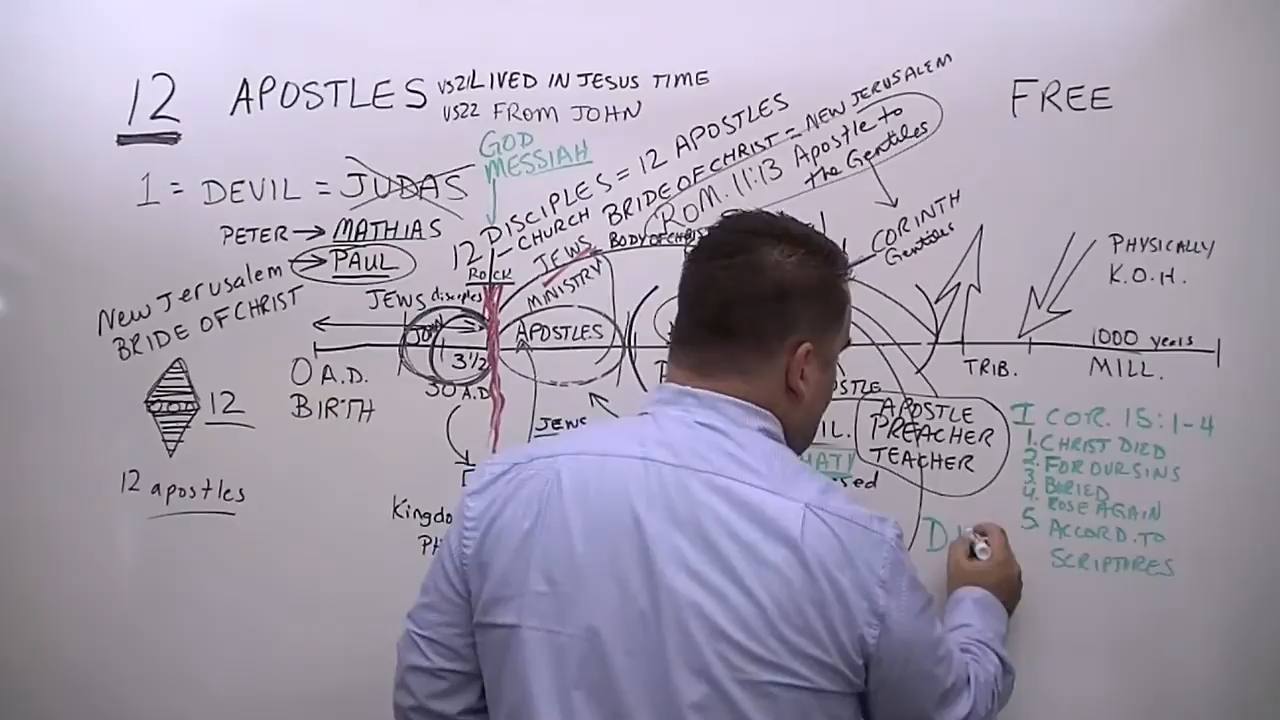 12 APOSTLES VS21 LIVED IN JESUS TIME
VS22 FROM JOHN
FREE
GOD
MESSIAH
1 = DEVIL = JUDAS
PETER → MATHIAS
→ PAUL
New Jerusalem
BRIDE OF CHRIST
12 DISCIPLES = 12 APOSTLES
CHURCH
BRIDE OF CHRIST = NEW JERUSALEM
JEWS
ROM. 11:13 Apostle to
the Gentiles
BODY OF CHRIS
CORINTH
Gentiles
ROCK
MINISTRY
JEWS disciples
JOHN
3 1/2
30 A.D
APOSTLES
PHYSICALLY
K.O.H.
1000 years
TRIB.
MILL.
O A.D.
BIRTH
12
12 apostles
JEWS
Kingdo
APOSTLE
PREACHER
TEACHER
I COR. 15:1-4
1. CHRIST DIED
2. FOR OUR SINS
3. BURIED
4. ROSE AGAIN
5. ACCORD. TO
SCRIPTURES